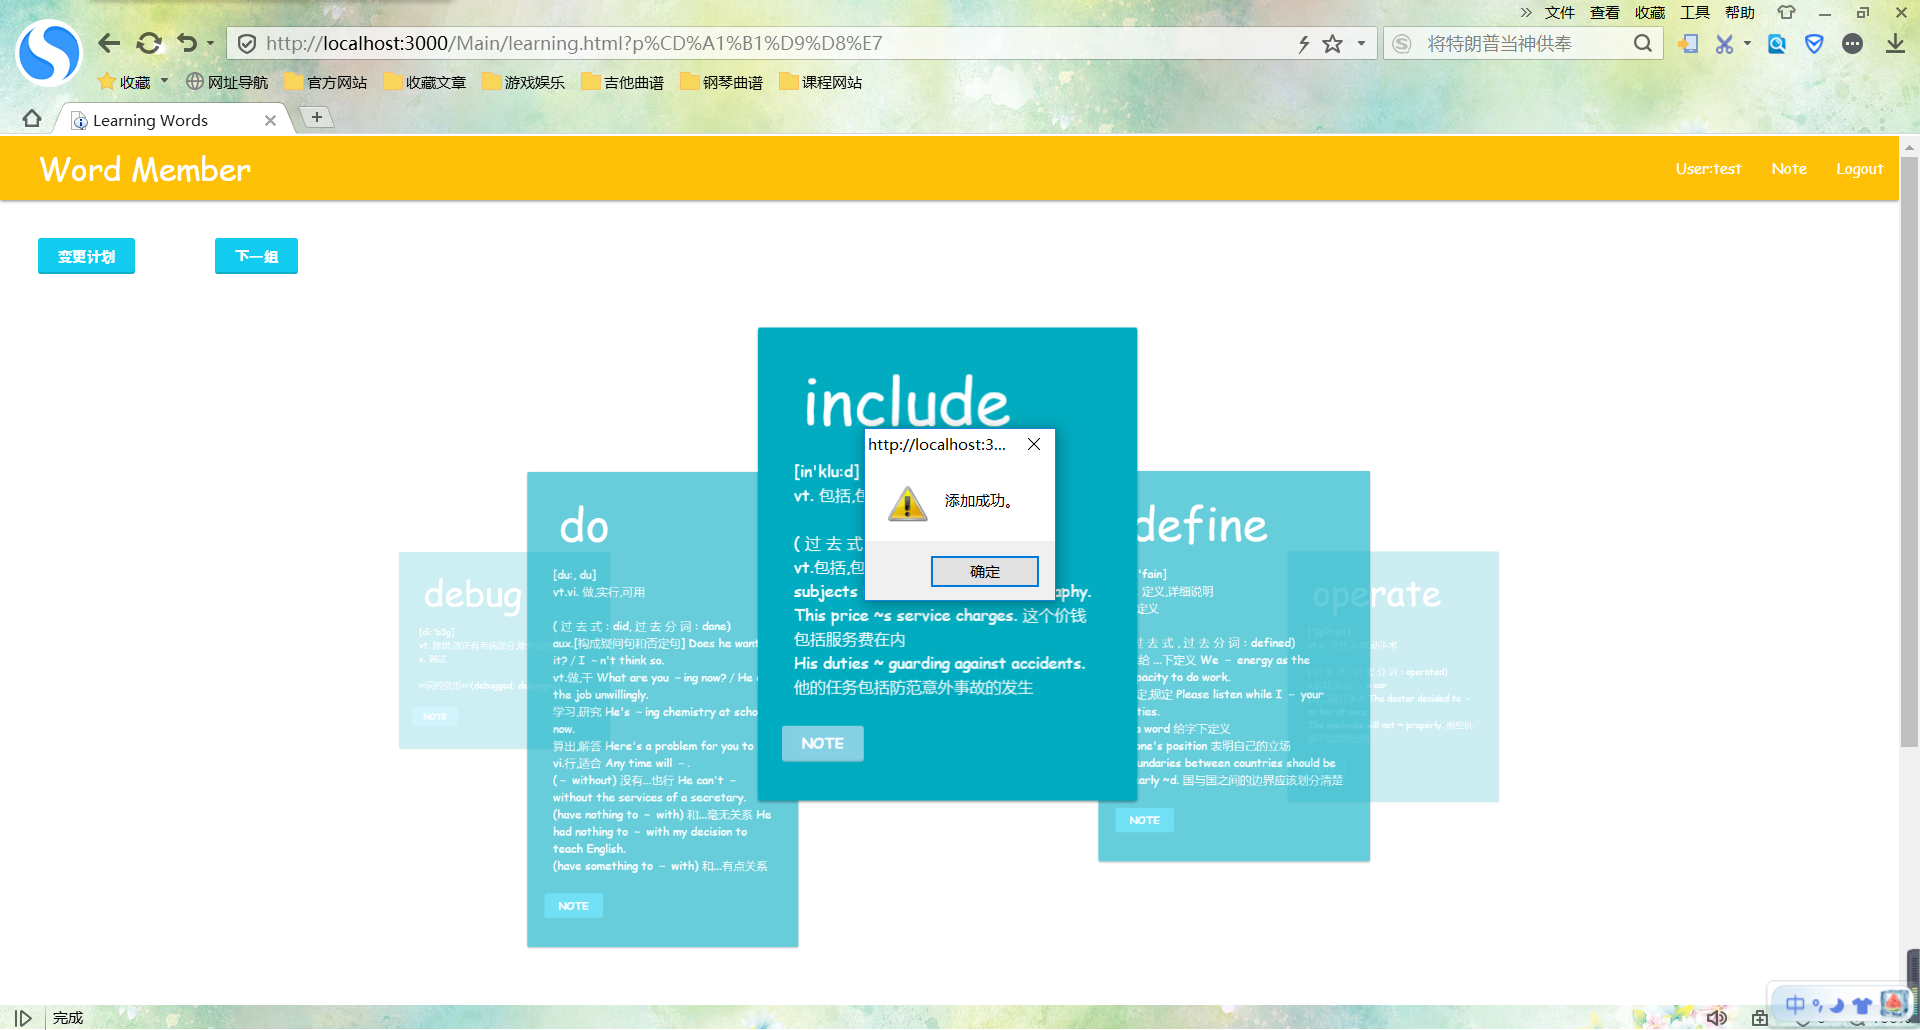 文件 查看 收藏 工具 帮助
http://localhost:3000/Main/learning.html?p%CD%A1%B1%D9%D8%E7
将特朗普当神供奉
收藏 网址导航 官方网站 收藏文章 游戏娱乐 吉他曲谱 钢琴曲谱 课程网站
Learning Words
Word Member
User:test Note Logout
变更计划 下一组
debug
[di:'bʌg]
v. 调试
NOTE
do
[du:, du]
vt.vi. 做,实行,可用
( 过 去 式 : did, 过 去 分 词 : done)
aux.[构成疑问句和否定句] Does he want
it? / I ~n't think so.
vt.做,干 What are you ~ing now? / He
the job unwillingly.
学习,研究 He's ~ing chemistry at scho
now.
算出,解答 Here's a problem for you to
vi.行,适合 Any time will ~.
(~ without) 没有...也行 He can't ~
without the services of a secretary.
(have nothing to ~ with) 和...毫无关系 He
had nothing to ~ with my decision to
teach English.
(have something to ~ with) 和...有点关系
NOTE
include
[in'klu:d]
vt. 包括,包
( 过 去 式
vt.包括,包
subjects aphy.
This price ~s service charges. 这个价钱
包括服务费在内
His duties ~ guarding against accidents.
他的任务包括防范意外事故的发生
NOTE
http://localhost:3...
添加成功。
确定
define
'fain]
定义,详细说明
定义
过 去 式 , 过 去 分 词 : defined)
给 ...下定义 We ~ energy as the
pacity to do work.
定,规定 Please listen while I ~ your
ties.
a word 给字下定义
one's position 表明自己的立场
undaries between countries should be
early ~d. 国与国之间的边界应该划分清楚
NOTE
operate
operated)
The doctor decided to ~
The machines will not ~ properly.
完成
中